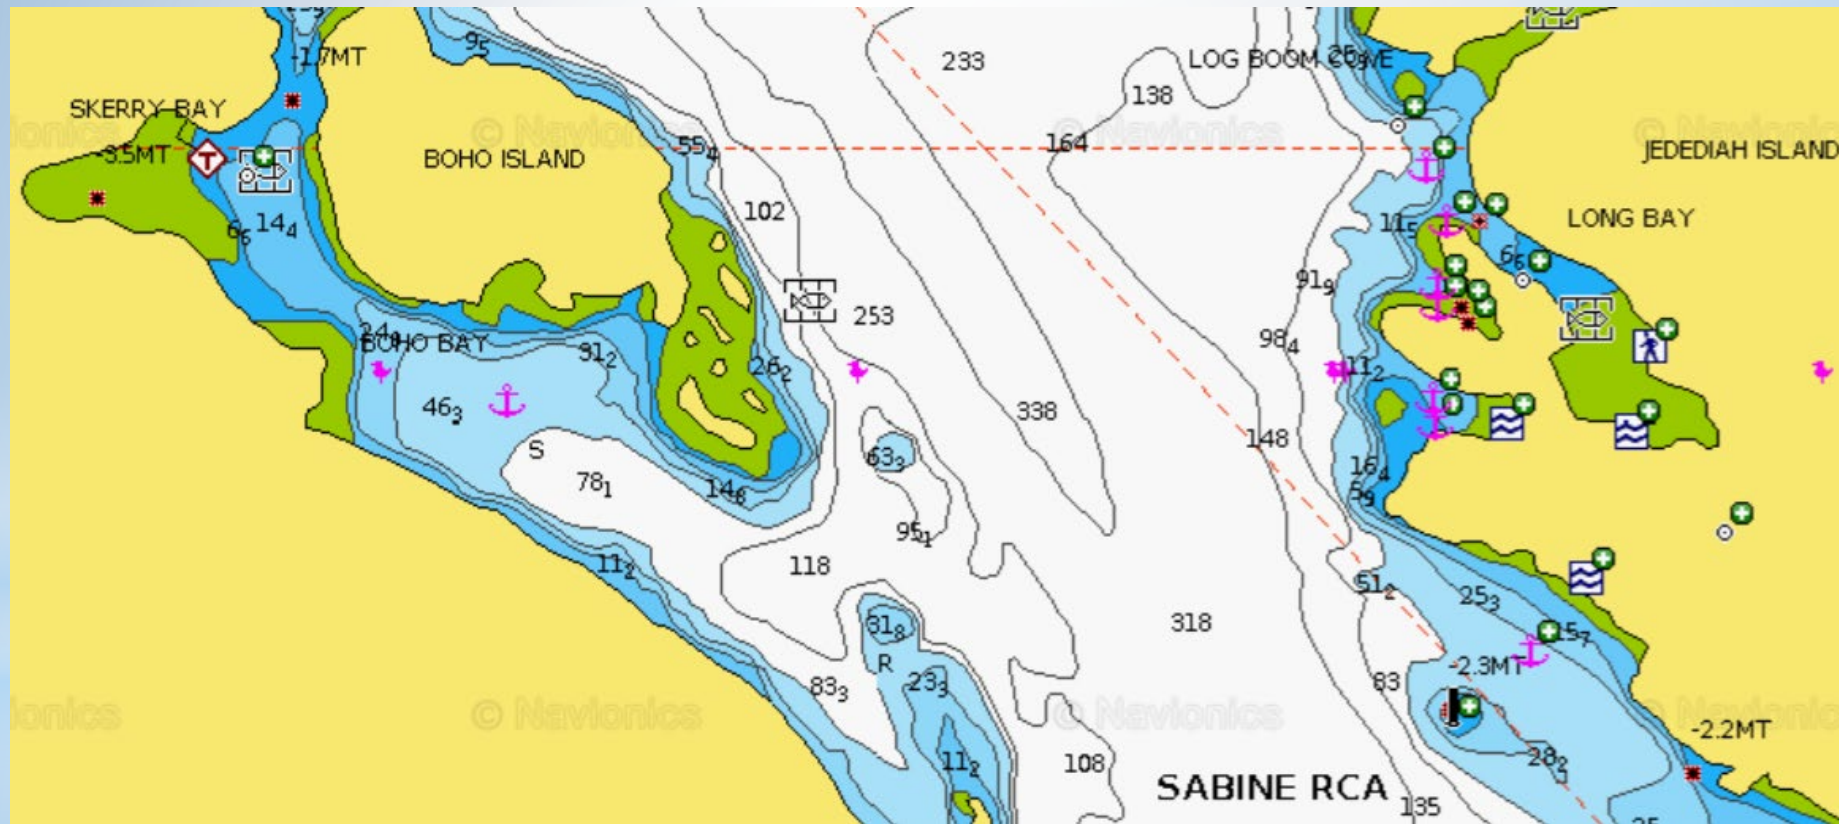 9₅
-1.7MT
233
LOG BOOM COVE
138
SKERRY BAY
© Navionics
-3.5MT
BOHO ISLAND
55₄
164
JEDEDIAH ISLAND
102
LONG BAY
14₄
6₆
11₅
6₆
91₉
253
BOHO BAY
31₂
98₄
26₂
11₂
46₃
338
S
148
63₃
78₁
14₈
16₄
5₉
95₁
11₂
118
51₂
25₃
31₈
318
15₇
R
-2.3MT
83₃
23₃
83
© Navionics
-2.2MT
11₂
108
28₂
SABINE RCA
135